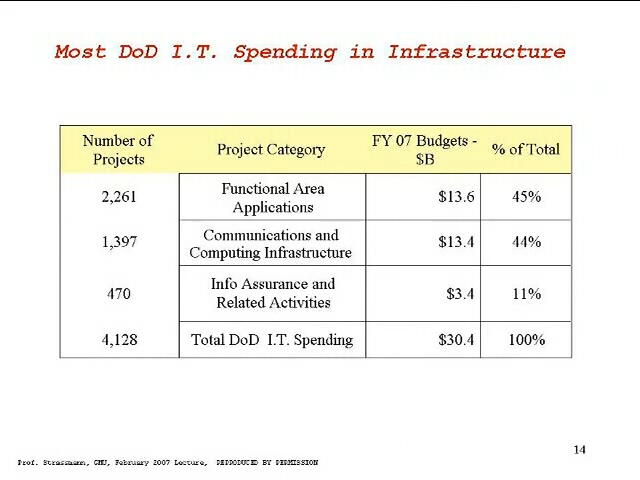 Most DoD I.T. Spending in Infrastructure
Number of Projects | Project Category | FY 07 Budgets - $B | % of Total
2,261 | Functional Area Applications | $13.6 | 45%
1,397 | Communications and Computing Infrastructure | $13.4 | 44%
470 | Info Assurance and Related Activities | $3.4 | 11%
4,128 | Total DoD I.T. Spending | $30.4 | 100%
14
Prof. Strassmann, GMU, February 2007 Lecture, REPRODUCED BY PERMISSION